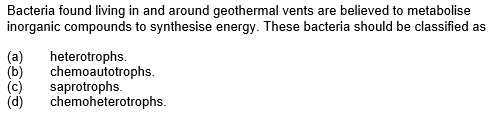 Bacteria found living in and around geothermal vents are believed to metabolise
inorganic compounds to synthesise energy. These bacteria should be classified as
(a) heterotrophs.
(b) chemoautotrophs.
(c) saprotrophs.
(d) chemoheterotrophs.